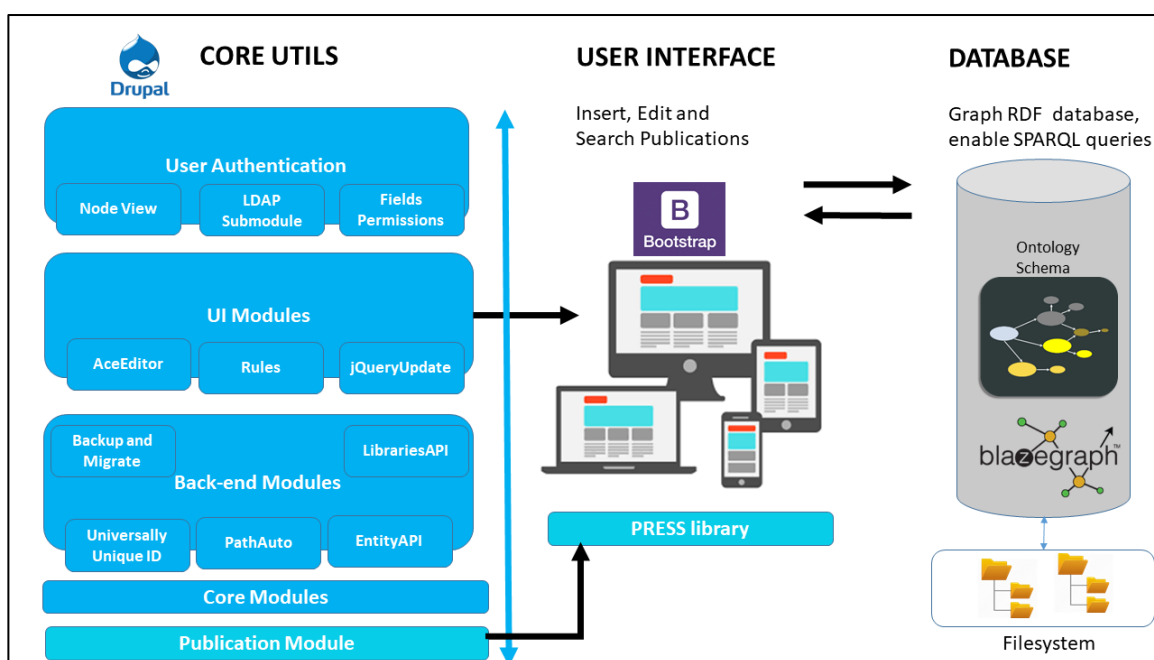 CORE UTILS
Drupal
User Authentication
Node View
LDAP
Submodule
Fields
Permissions
UI Modules
AceEditor
Rules
jQueryUpdate
Backup and
Migrate
LibrariesAPI
Back-end Modules
Universally
Unique ID
PathAuto
EntityAPI
Core Modules
Publication Module
USER INTERFACE
Insert, Edit and
Search Publications
B
Bootstrap
PRESS library
DATABASE
Graph RDF database,
enable SPARQL queries
Ontology
Schema
blazegraph™
Filesystem